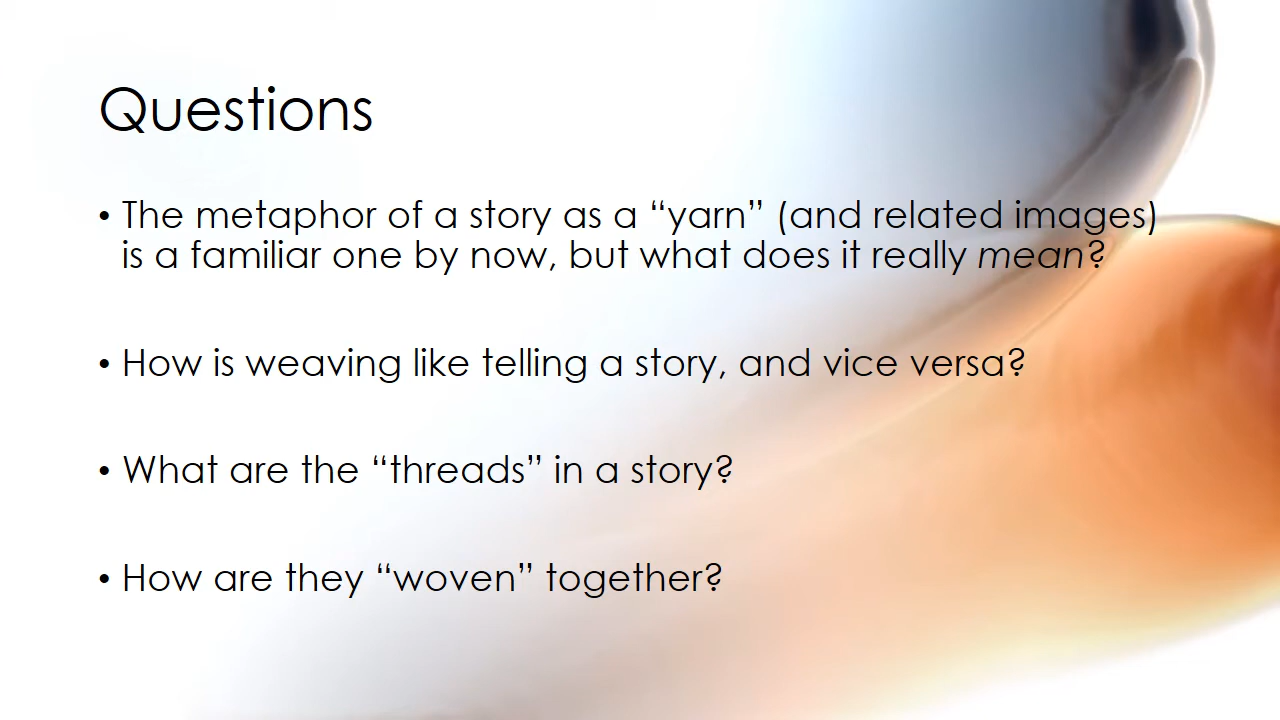 Questions
• The metaphor of a story as a “yarn” (and related images)
is a familiar one by now, but what does it really mean?
• How is weaving like telling a story, and vice versa?
• What are the “threads” in a story?
• How are they “woven” together?